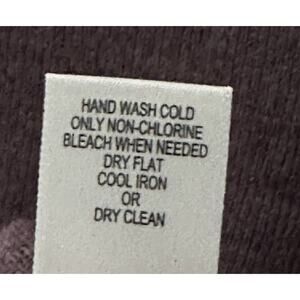 HAND WASH COLD
ONLY NON-CHLORINE
BLEACH WHEN NEEDED
DRY FLAT
COOL IRON
OR
DRY CLEAN